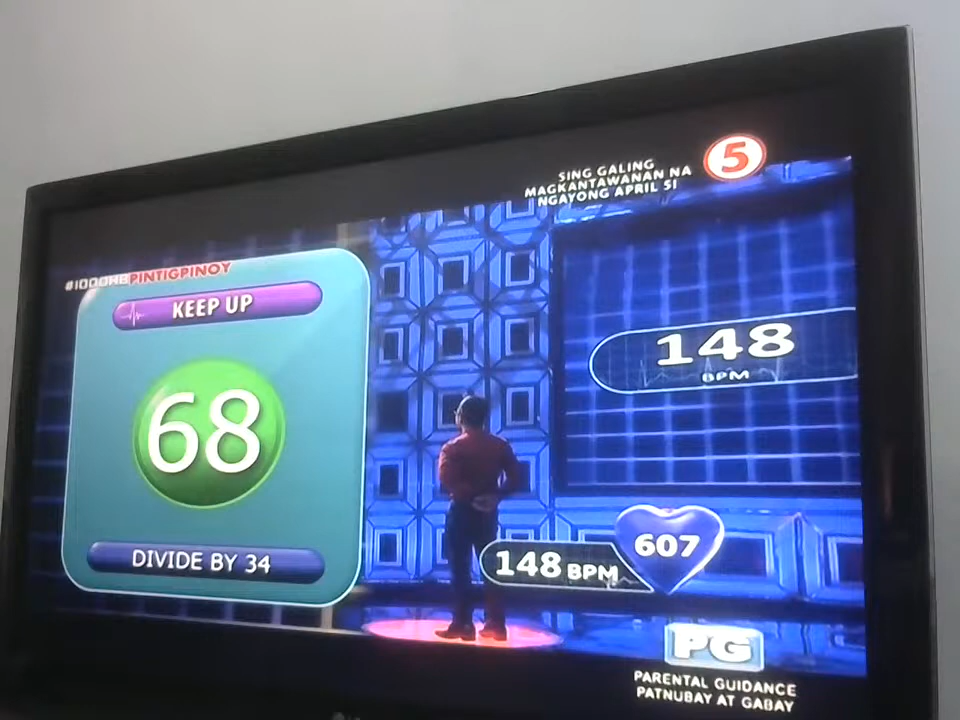 SING GALING
MAGKANTAWANAN NA
NGAYONG APRIL 5!
5
#1000HBPINTIGPINOY
KEEP UP
68
DIVIDE BY 34
148
BPM
148 BPM
607
PG
PARENTAL GUIDANCE
PATNUBAY AT GABAY